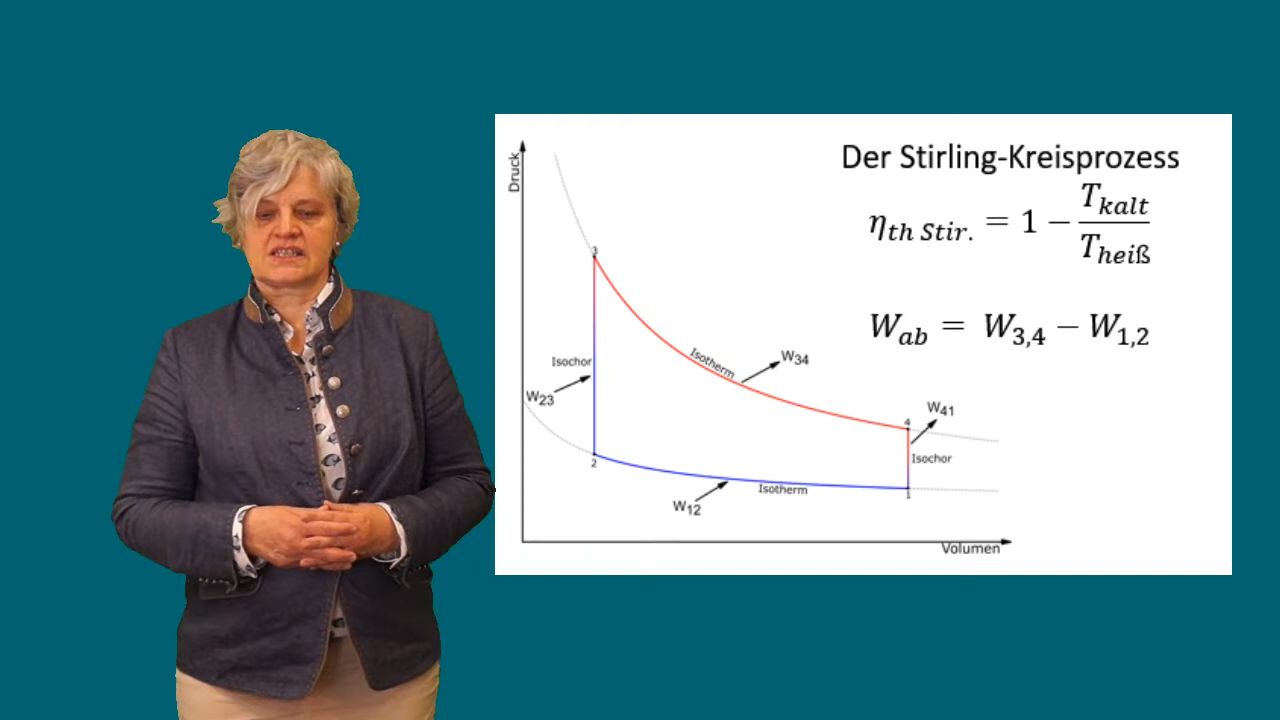 Der Stirling-Kreisprozess
η_th Stir. = 1 − T_kalt / T_heiß
W_ab = W_3,4 − W_1,2
Druck
3
Isotherm
W34
Isochor
W23
W41
4
Isochor
2
Isotherm
1
W12
Volumen